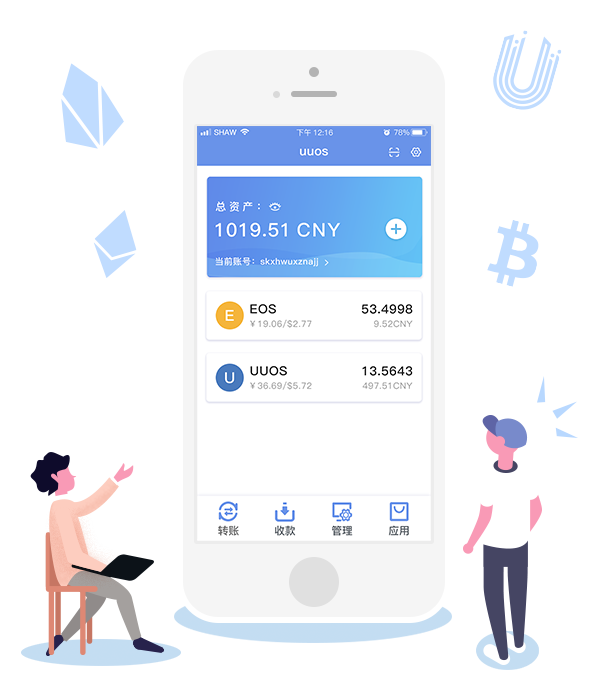 SHAW 下午 12:16 78%
uuos
总资产：
1019.51 CNY
当前账号：skxhwuxznajj
E EOS 53.4998
¥19.06/$2.77 9.52CNY
U UUOS 13.5643
¥36.69/$5.72 497.51CNY
转账 收款 管理 应用